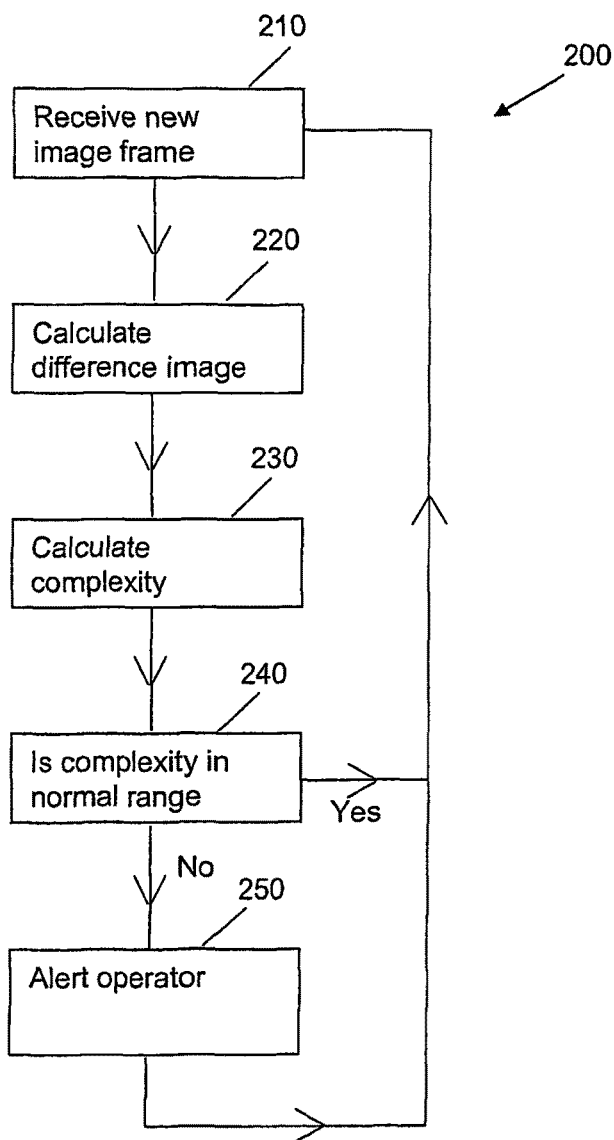 210
200
Receive new
image frame
220
Calculate
difference image
230
Calculate
complexity
240
Is complexity in
normal range
Yes
No
250
Alert operator